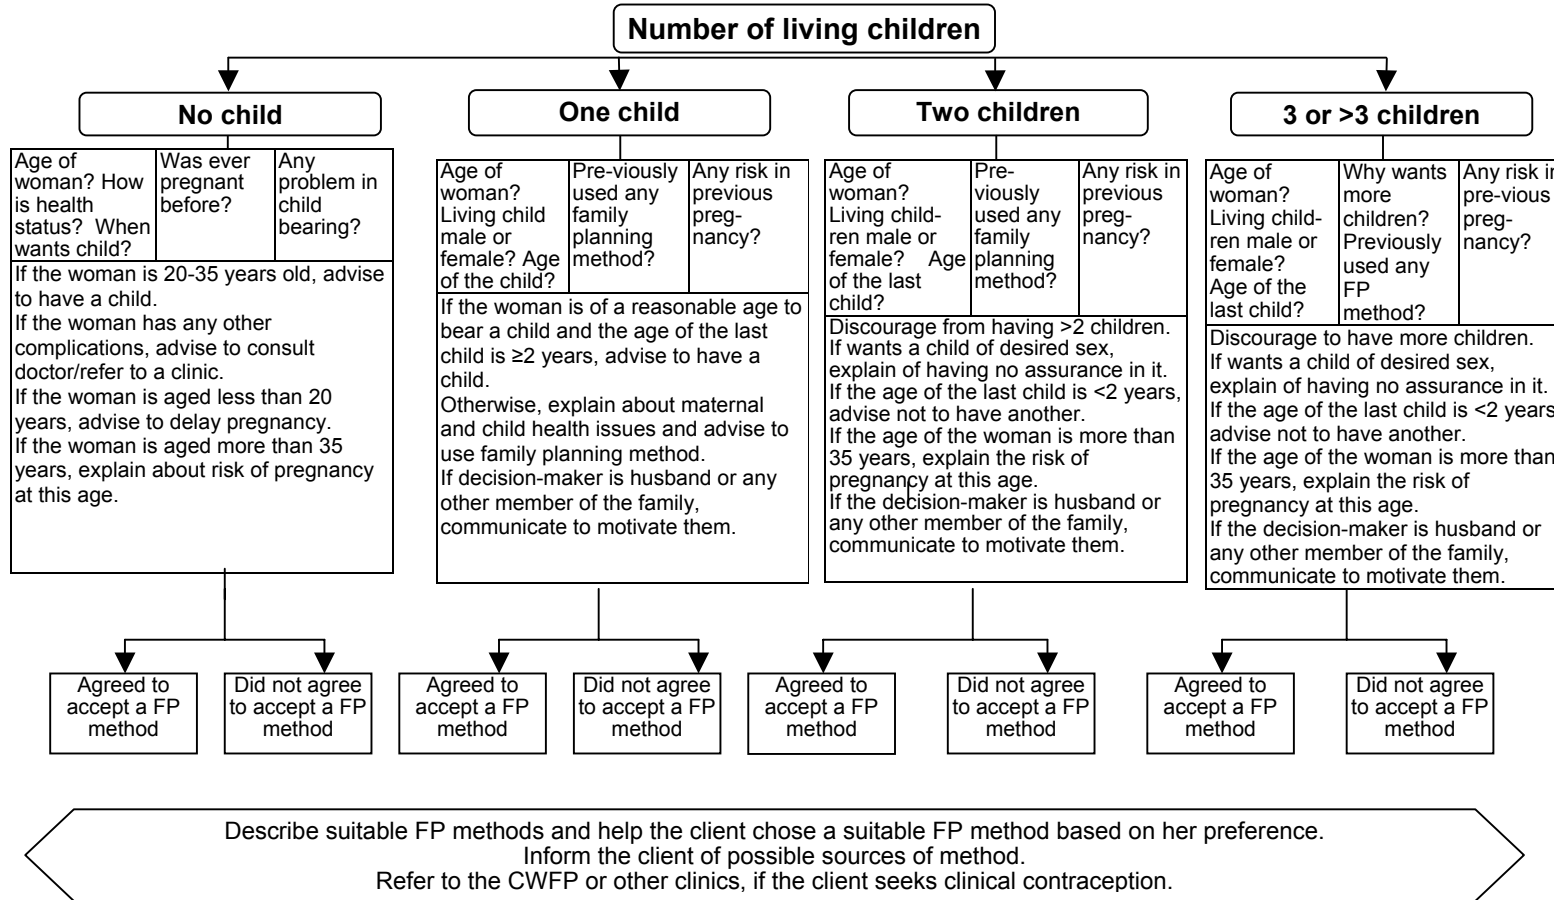 Number of living children
No child
One child
Two children
3 or >3 children
Age of
woman? How
is health
status? When
wants child?
Was ever
pregnant
before?
Any
problem in
child
bearing?
If the woman is 20-35 years old, advise
to have a child.
If the woman has any other
complications, advise to consult
doctor/refer to a clinic.
If the woman is aged less than 20
years, advise to delay pregnancy.
If the woman is aged more than 35
years, explain about risk of pregnancy
at this age.
Age of
woman?
Living child
male or
female? Age
of the child?
Pre-viously
used any
family
planning
method?
Any risk in
previous
preg-
nancy?
If the woman is of a reasonable age to
bear a child and the age of the last
child is ≥2 years, advise to have a
child.
Otherwise, explain about maternal
and child health issues and advise to
use family planning method.
If decision-maker is husband or any
other member of the family,
communicate to motivate them.
Age of
woman?
Living child-
ren male or
female? Age
of the last
child?
Pre-
viously
used any
family
planning
method?
Any risk in
previous
preg-
nancy?
Discourage from having >2 children.
If wants a child of desired sex,
explain of having no assurance in it.
If the age of the last child is <2 years,
advise not to have another.
If the age of the woman is more than
35 years, explain the risk of
pregnancy at this age.
If the decision-maker is husband or
any other member of the family,
communicate to motivate them.
Age of
woman?
Living child-
ren male or
female?
Age of the
last child?
Why wants
more
children?
Previously
used any
FP
method?
Any risk in
pre-vious
preg-
nancy?
Discourage to have more children.
If wants a child of desired sex,
explain of having no assurance in it.
If the age of the last child is <2 years
advise not to have another.
If the age of the woman is more than
35 years, explain the risk of
pregnancy at this age.
If the decision-maker is husband or
any other member of the family,
communicate to motivate them.
Agreed to
accept a FP
method
Did not agree
to accept a FP
method
Agreed to
accept a FP
method
Did not agree
to accept a FP
method
Agreed to
accept a FP
method
Did not agree
to accept a FP
method
Agreed to
accept a FP
method
Did not agree
to accept a FP
method
Describe suitable FP methods and help the client chose a suitable FP method based on her preference.
Inform the client of possible sources of method.
Refer to the CWFP or other clinics, if the client seeks clinical contraception.